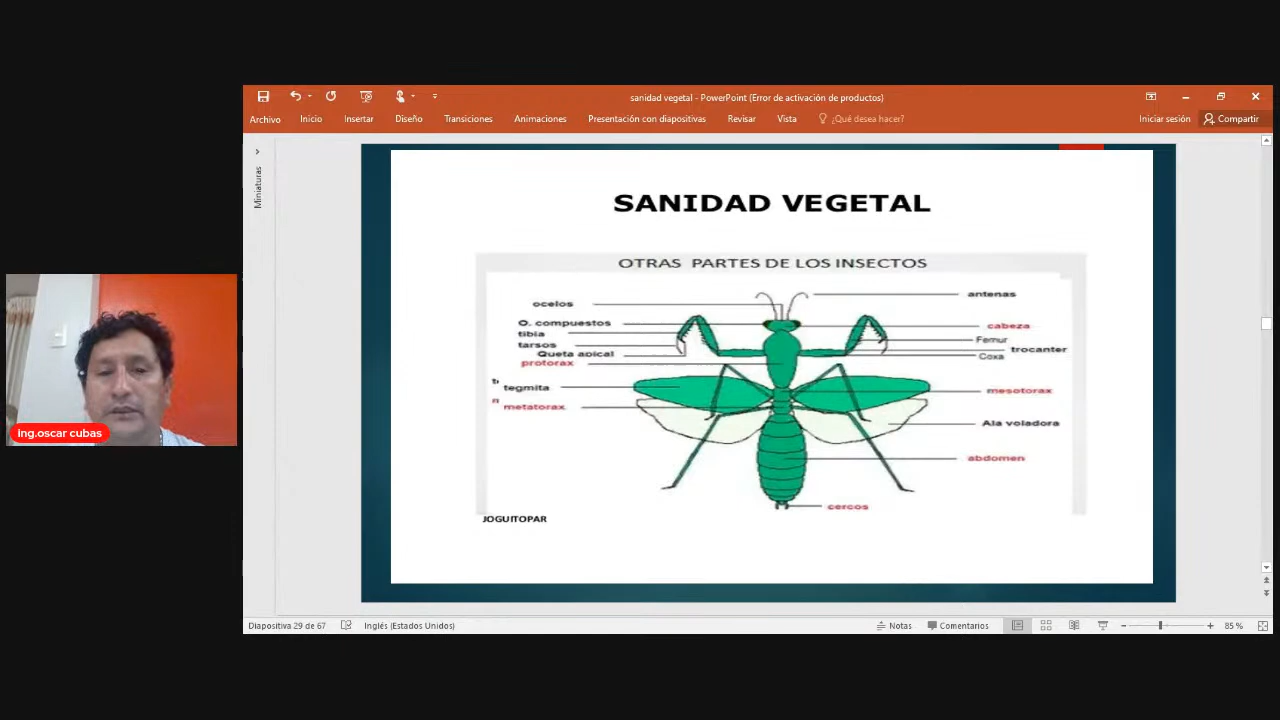 sanidad vegetal - PowerPoint (Error de activación de productos)
Archivo Inicio Insertar Diseño Transiciones Animaciones Presentación con diapositivas Revisar Vista ¿Qué desea hacer? Iniciar sesión Compartir
Miniaturas
SANIDAD VEGETAL
OTRAS PARTES DE LOS INSECTOS
ocelos
O. compuestos
tibia
tarsos
Queta apical
protorax
tegmita
metatorax
antenas
cabeza
Femur
trocanter
Coxa
mesotorax
Ala voladora
abdomen
cercos
JOGUITOPAR
ing.oscar cubas
Diapositiva 29 de 67 Inglés (Estados Unidos) Notas Comentarios 85 %